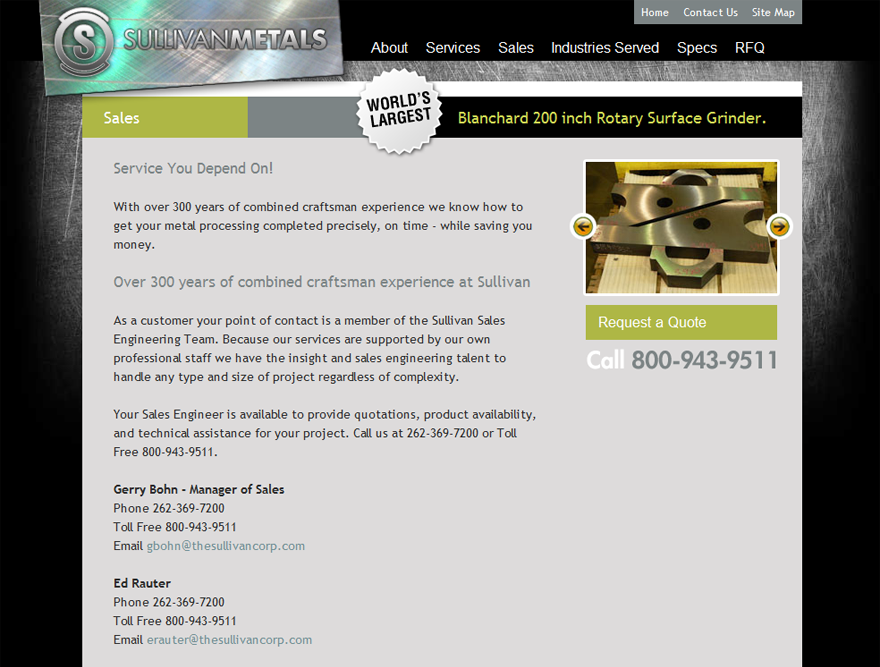 Home Contact Us Site Map
S
SULLIVANMETALS
About Services Sales Industries Served Specs RFQ
WORLD'S
LARGEST
Sales
Blanchard 200 inch Rotary Surface Grinder.
Service You Depend On!
With over 300 years of combined craftsman experience we know how to
get your metal processing completed precisely, on time - while saving you
money.
Over 300 years of combined craftsman experience at Sullivan
As a customer your point of contact is a member of the Sullivan Sales
Engineering Team. Because our services are supported by our own
professional staff we have the insight and sales engineering talent to
handle any type and size of project regardless of complexity.
Your Sales Engineer is available to provide quotations, product availability,
and technical assistance for your project. Call us at 262-369-7200 or Toll
Free 800-943-9511.
Gerry Bohn - Manager of Sales
Phone 262-369-7200
Toll Free 800-943-9511
Email gbohn@thesullivancorp.com
Ed Rauter
Phone 262-369-7200
Toll Free 800-943-9511
Email erauter@thesullivancorp.com
Request a Quote
Call 800-943-9511